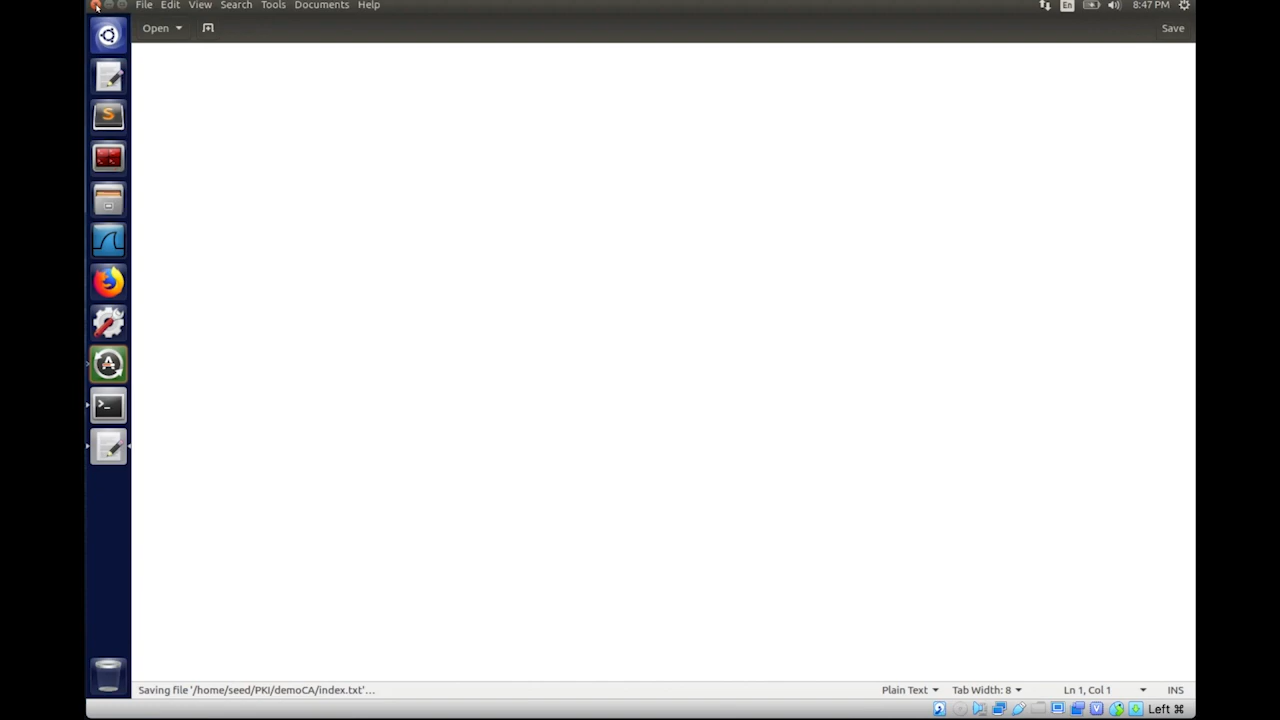 File Edit View Search Tools Documents Help En 8:47 PM
Open Save
S
A
>_
Saving file '/home/seed/PKI/demoCA/index.txt'... Plain Text Tab Width: 8 Ln 1, Col 1 INS
Left ⌘